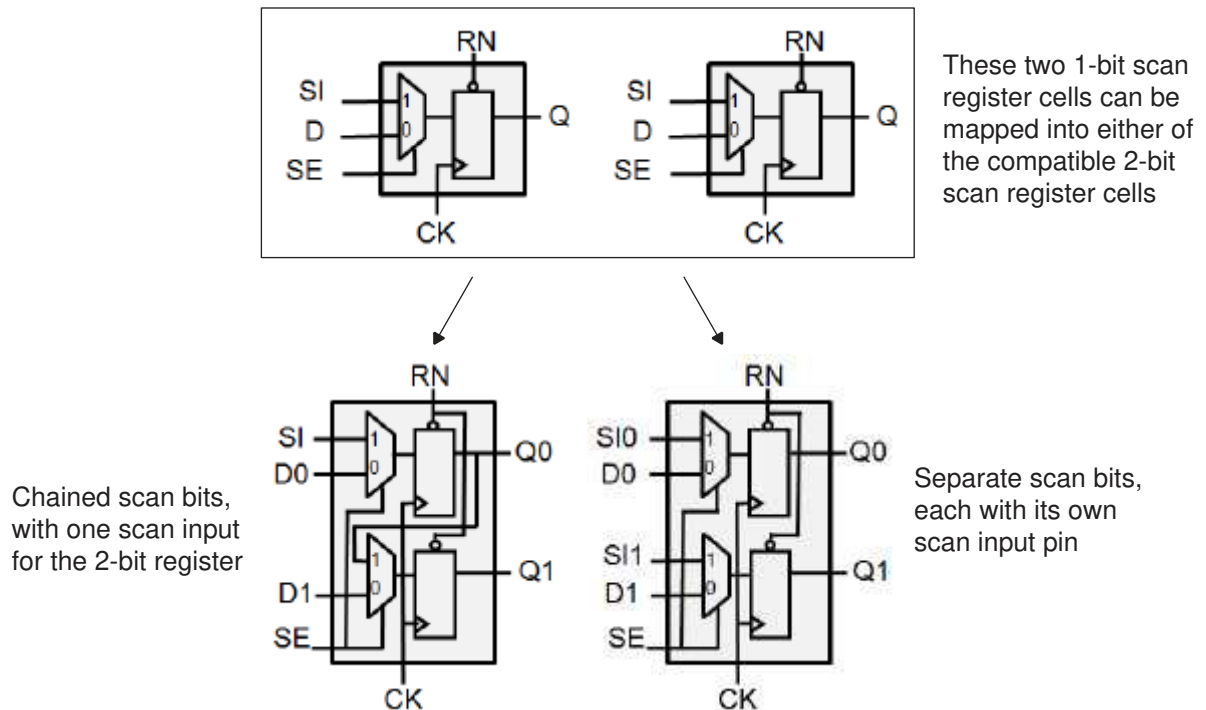 RN
RN
These two 1-bit scan
register cells can be
mapped into either of
the compatible 2-bit
scan register cells
SI
1
D
0
SE
Q
CK
SI
1
D
0
SE
Q
CK
RN
RN
SI
1
D0
0
Q0
1
D1
0
Q1
SE
CK
SI0
1
D0
0
Q0
SI1
1
D1
0
Q1
SE
CK
Chained scan bits,
with one scan input
for the 2-bit register
Separate scan bits,
each with its own
scan input pin